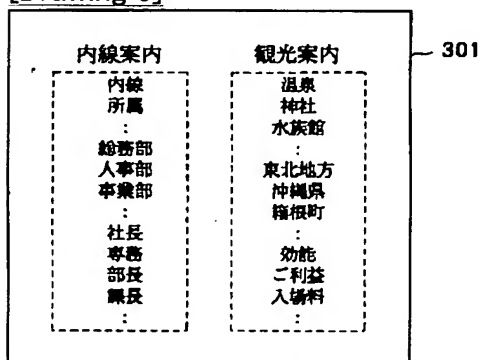 内線案内
内線
所属
:
総務部
人事部
事業部
:
社長
専務
部長
課長
:
観光案内
温泉
神社
水族館
:
東北地方
沖縄県
箱根町
:
効能
ご利益
入場料
:
301